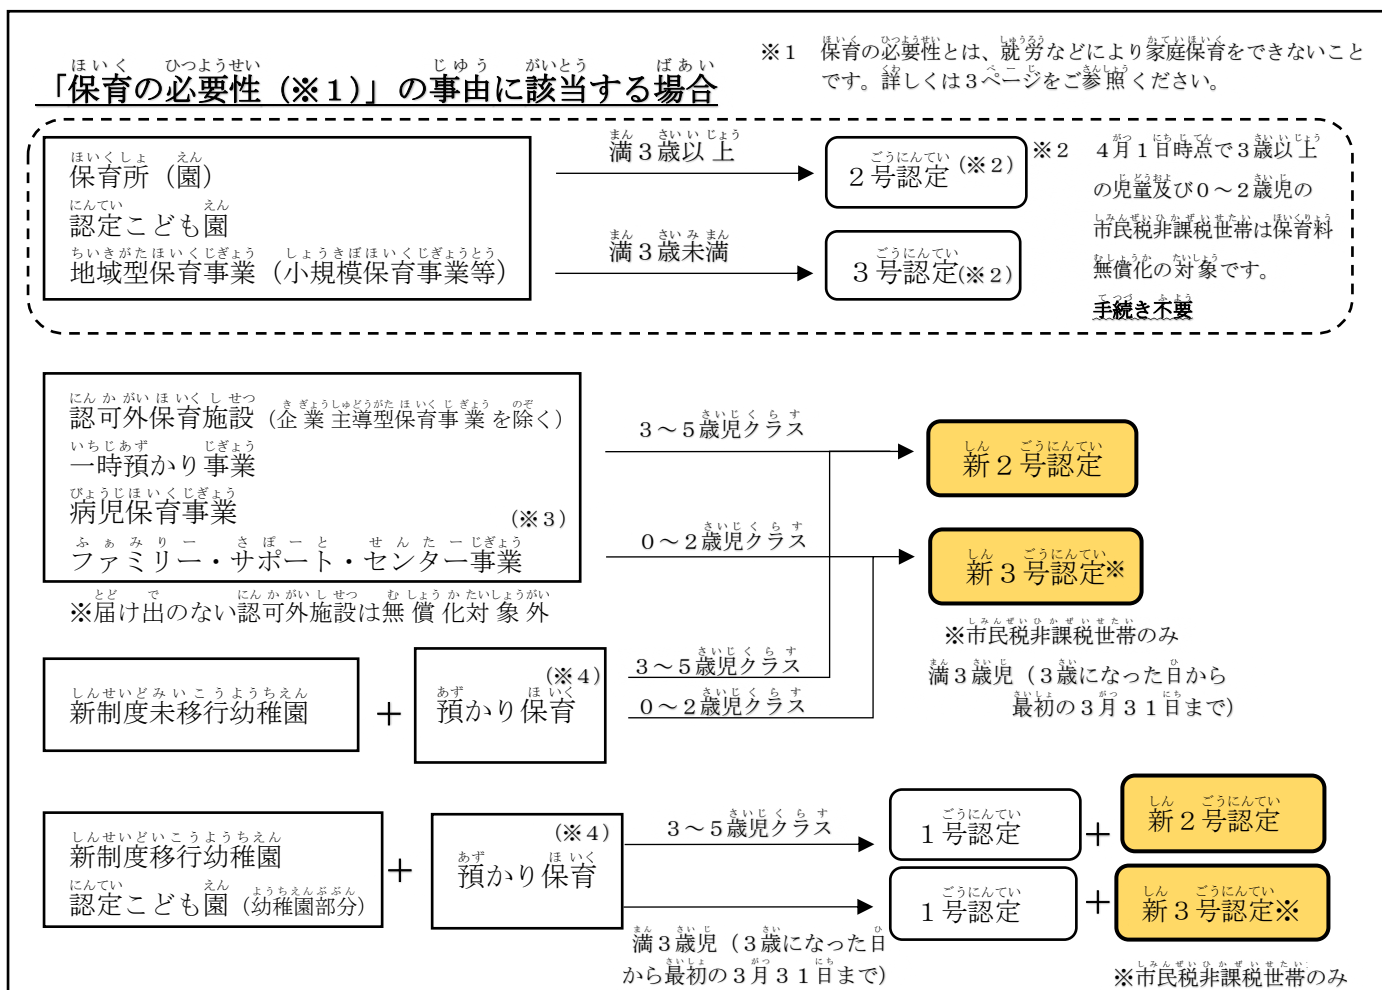 「保育の必要性（※１）」の事由に該当する場合
※１　保育の必要性とは、就労などにより家庭保育をできないこと
です。詳しくは３ページをご参照ください。
保育所（園）
認定こども園
地域型保育事業（小規模保育事業等）
満３歳以上
２号認定（※２）
満３歳未満
３号認定（※２）
※２　４月１日時点で３歳以上
の児童及び０～２歳児の
市民税非課税世帯は保育料
無償化の対象です。
手続き不要
認可外保育施設（企業主導型保育事業を除く）
一時預かり事業
病児保育事業
（※３）
ファミリー・サポート・センター事業
※届け出のない認可外施設は無償化対象外
３～５歳児クラス
新２号認定
０～２歳児クラス
新３号認定※
※市民税非課税世帯のみ
満３歳児（３歳になった日から
最初の３月３１日まで）
新制度未移行幼稚園
＋
預かり保育
（※４）
３～５歳児クラス
０～２歳児クラス
新制度移行幼稚園
認定こども園（幼稚園部分）
＋
預かり保育
（※４）
３～５歳児クラス
１号認定
＋
新２号認定
満３歳児（３歳になった日
から最初の３月３１日まで）
１号認定
＋
新３号認定※
※市民税非課税世帯のみ